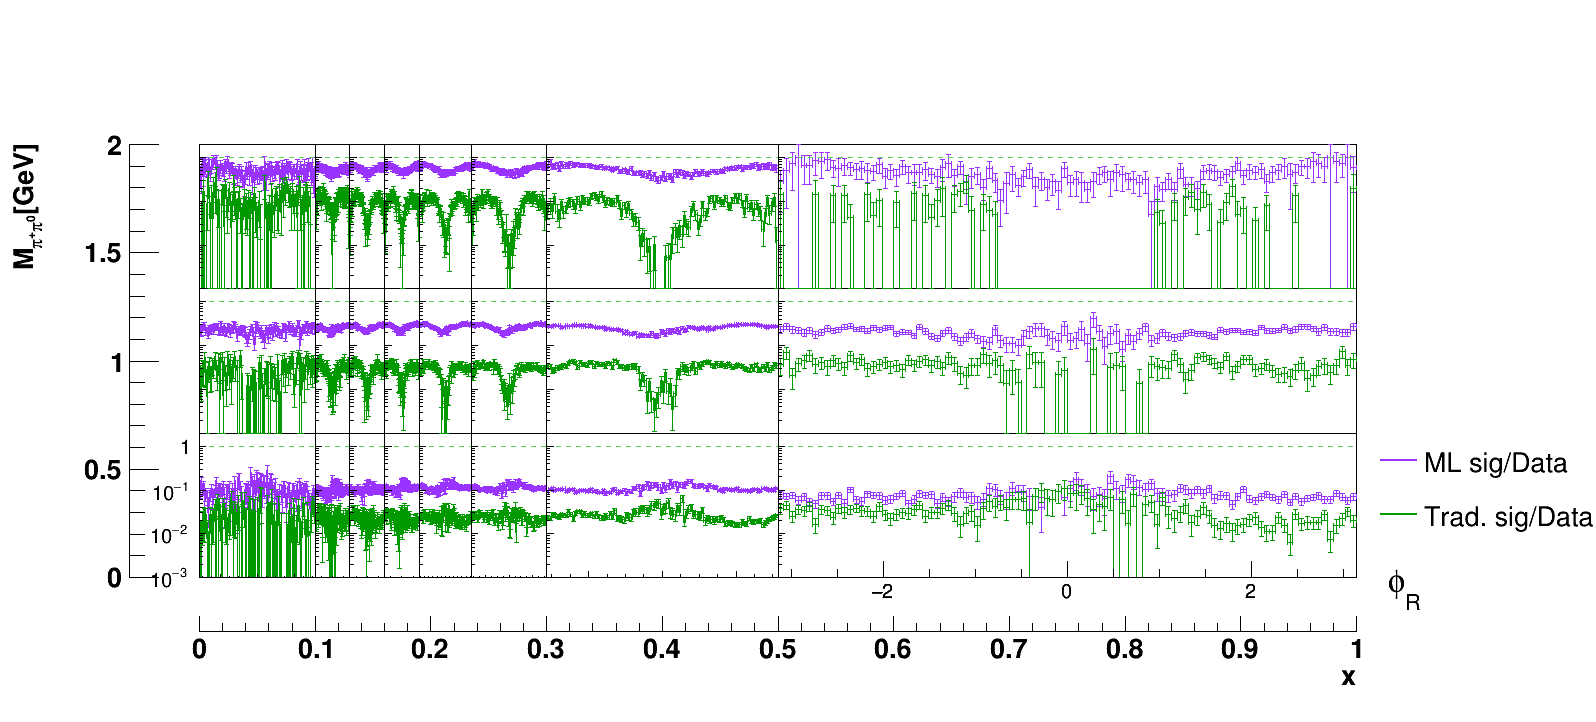 M_{π⁺π⁰}[GeV]
2
1.5
1
0.5
0
1
10⁻¹
10⁻²
10⁻³
−2 0 2
ϕ_R
0 0.1 0.2 0.3 0.4 0.5 0.6 0.7 0.8 0.9 1
x
ML sig/Data
Trad. sig/Data